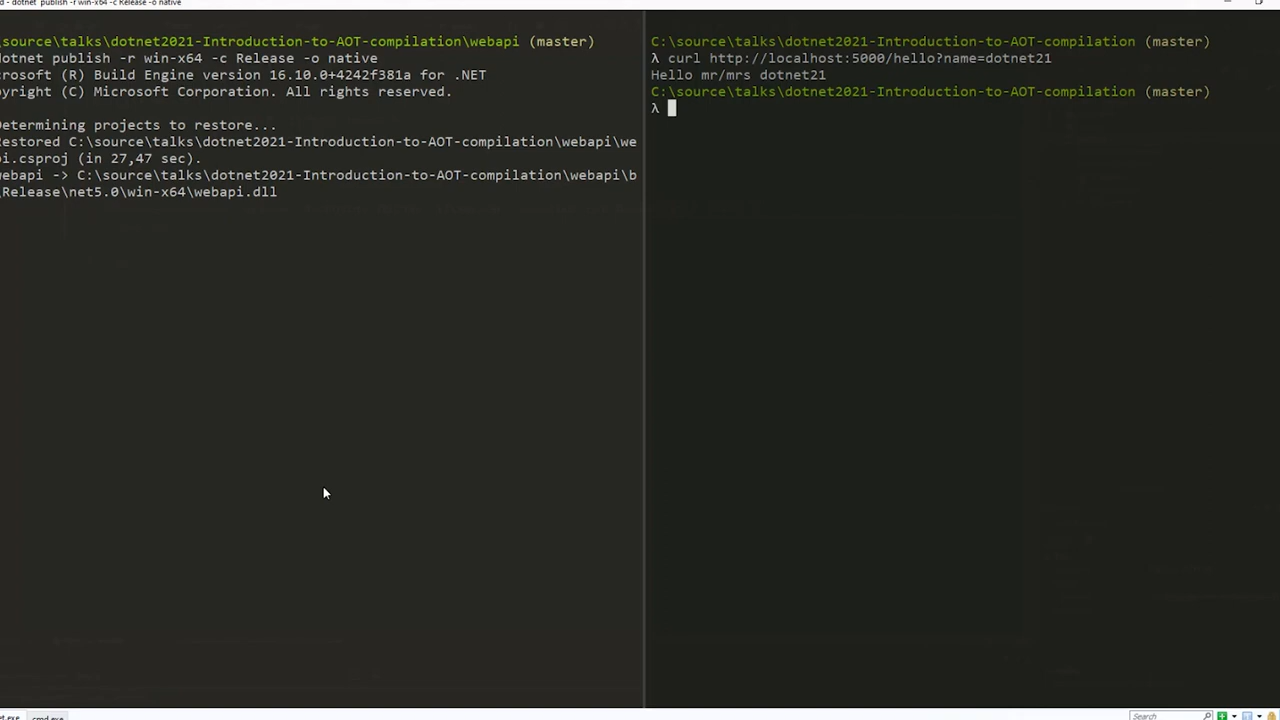 d - dotnet publish -r win-x64 -c Release -o native
\source\talks\dotnet2021-Introduction-to-AOT-compilation\webapi (master)
dotnet publish -r win-x64 -c Release -o native
crosoft (R) Build Engine version 16.10.0+4242f381a for .NET
pyright (C) Microsoft Corporation. All rights reserved.
Determining projects to restore...
Restored C:\source\talks\dotnet2021-Introduction-to-AOT-compilation\webapi\we
pi.csproj (in 27,47 sec).
webapi -> C:\source\talks\dotnet2021-Introduction-to-AOT-compilation\webapi\b
\Release\net5.0\win-x64\webapi.dll
C:\source\talks\dotnet2021-Introduction-to-AOT-compilation (master)
λ curl http://localhost:5000/hello?name=dotnet21
Hello mr/mrs dotnet21
C:\source\talks\dotnet2021-Introduction-to-AOT-compilation (master)
λ
et.exe
cmd.exe
Search